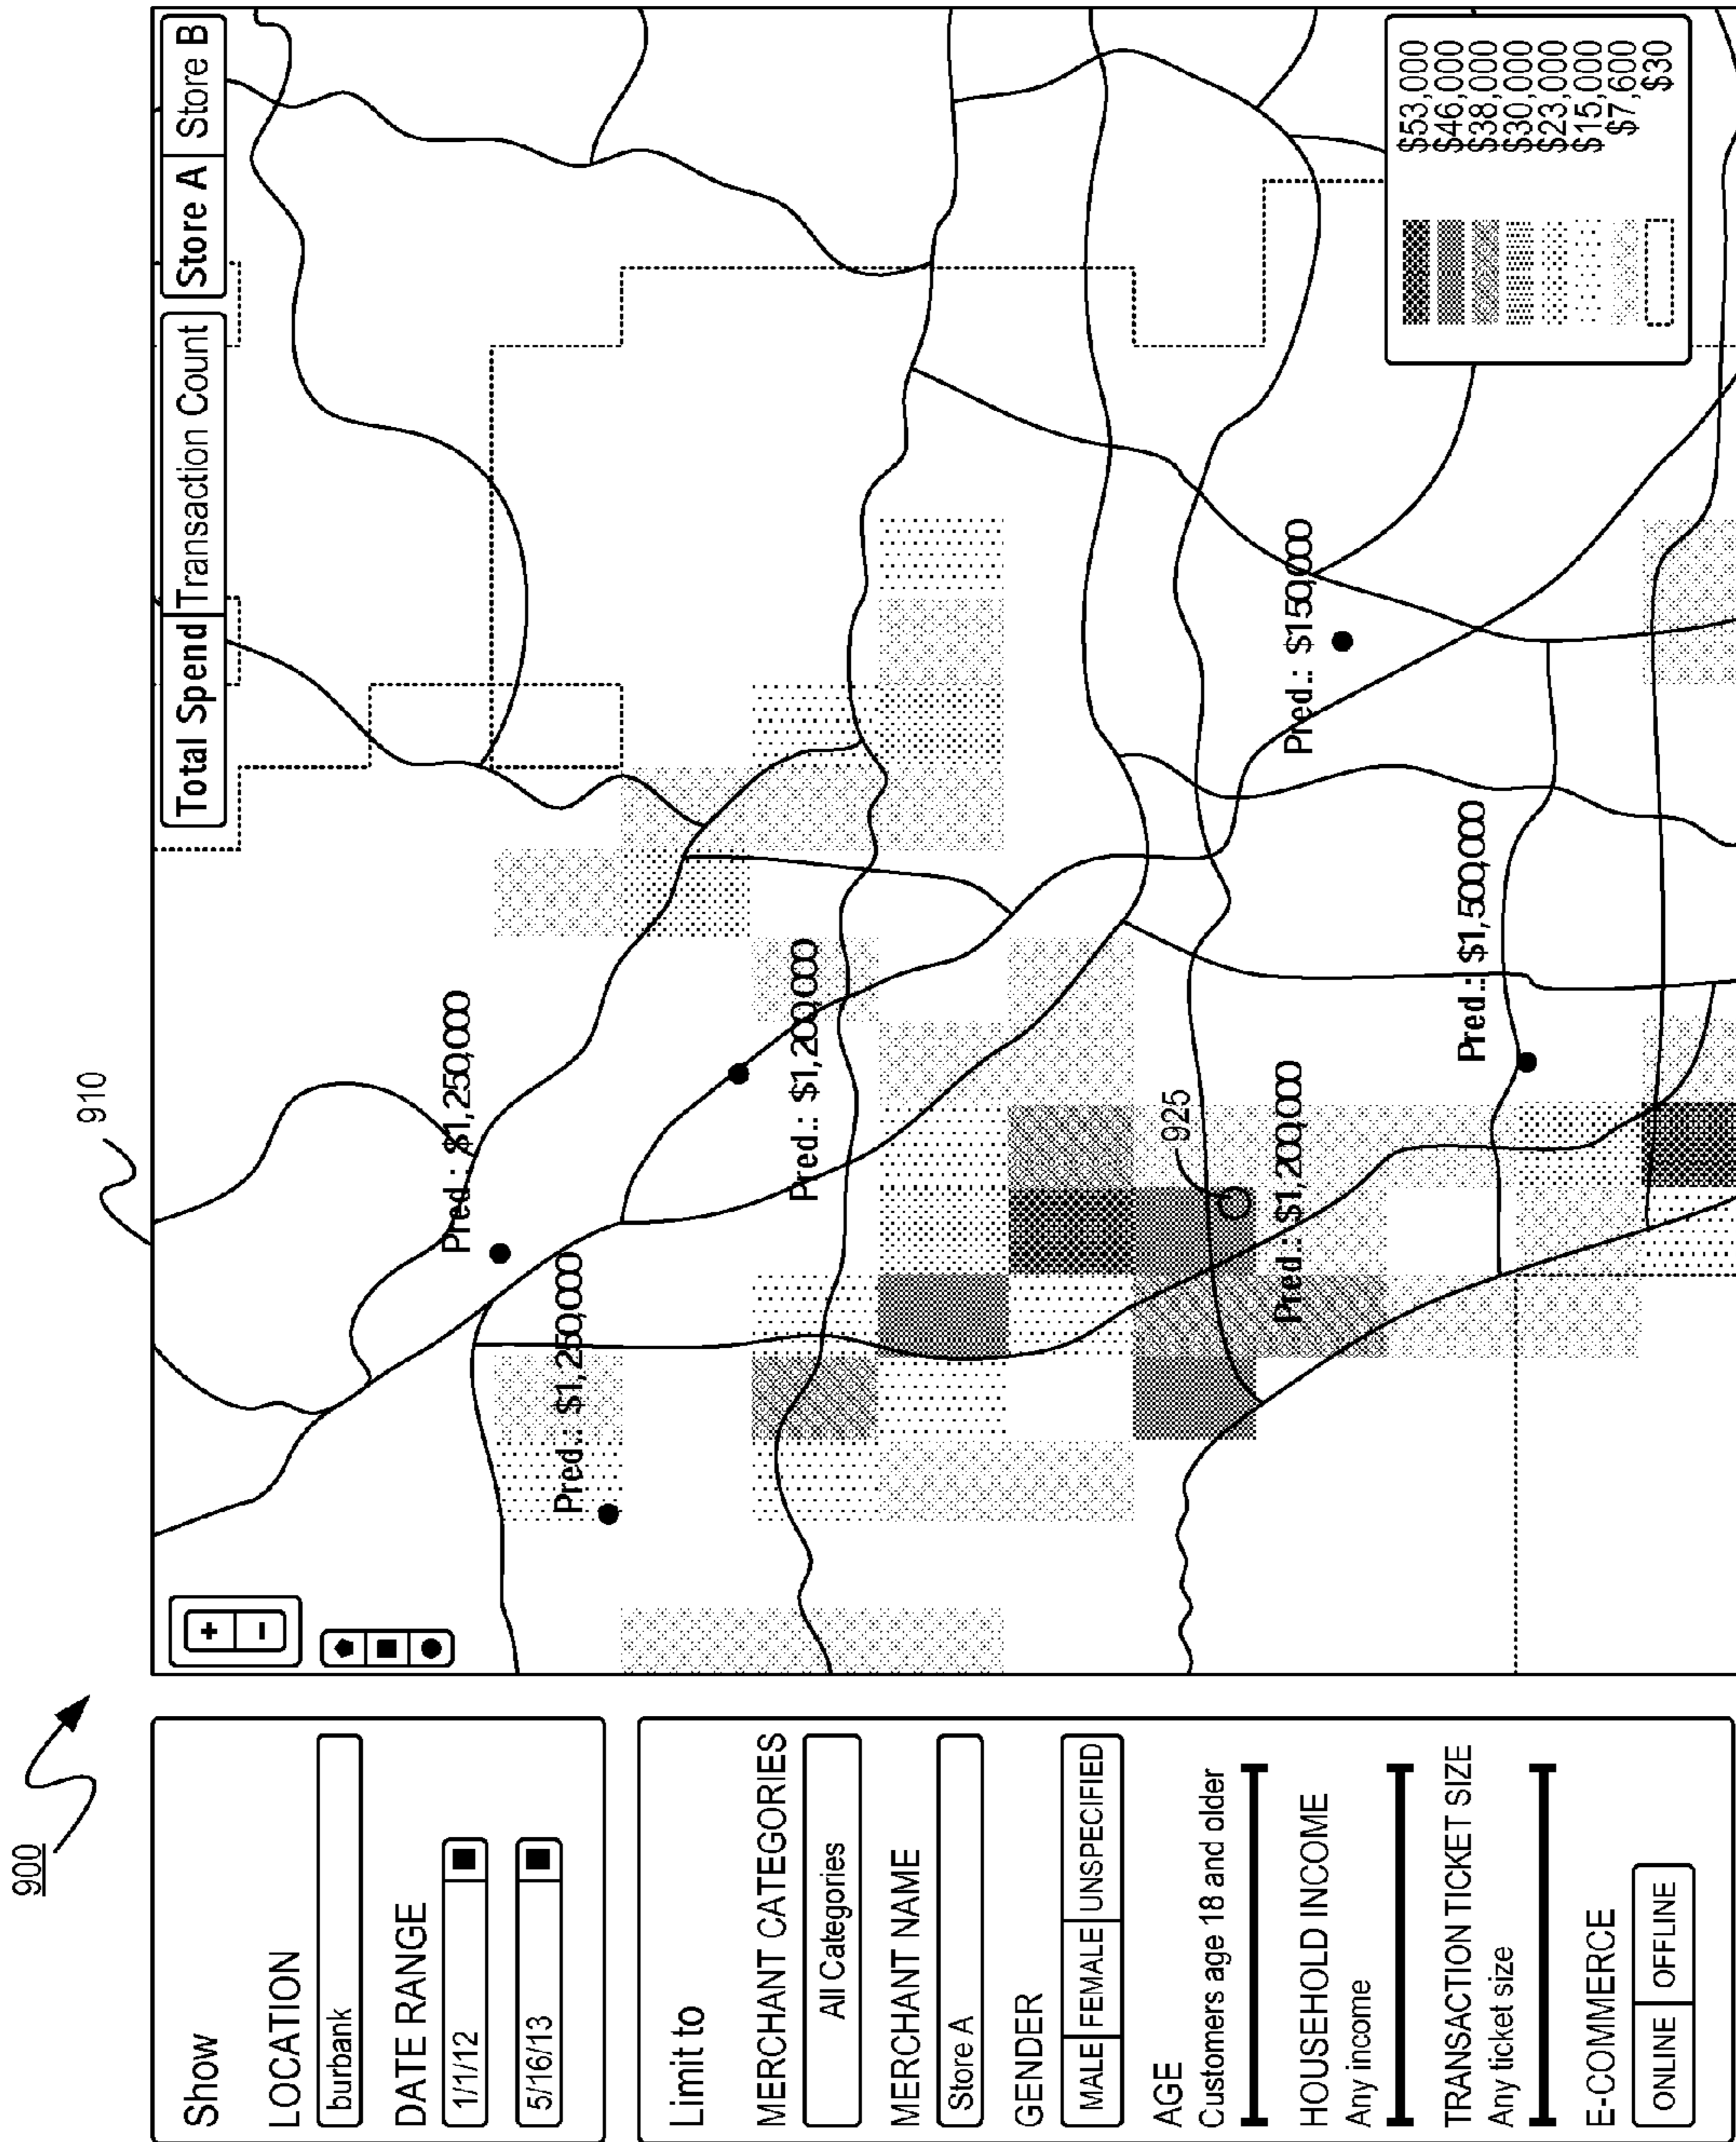 900
910
Show
LOCATION
burbank
DATE RANGE
1/1/12
5/16/13
Limit to
MERCHANT CATEGORIES
All Categories
MERCHANT NAME
Store A
GENDER
MALE FEMALE UNSPECIFIED
AGE
Customers age 18 and older
HOUSEHOLD INCOME
Any income
TRANSACTION TICKET SIZE
Any ticket size
E-COMMERCE
ONLINE OFFLINE
+
−
Total Spend Transaction Count Store A Store B
Pred.: $1,250,000
Pred.: $1,250,000
Pred.: $1,200,000
925
Pred.: $1,200,000
Pred.: $150,000
Pred.: $1,500,000
$53,000
$46,000
$38,000
$30,000
$23,000
$15,000
$7,600
$30